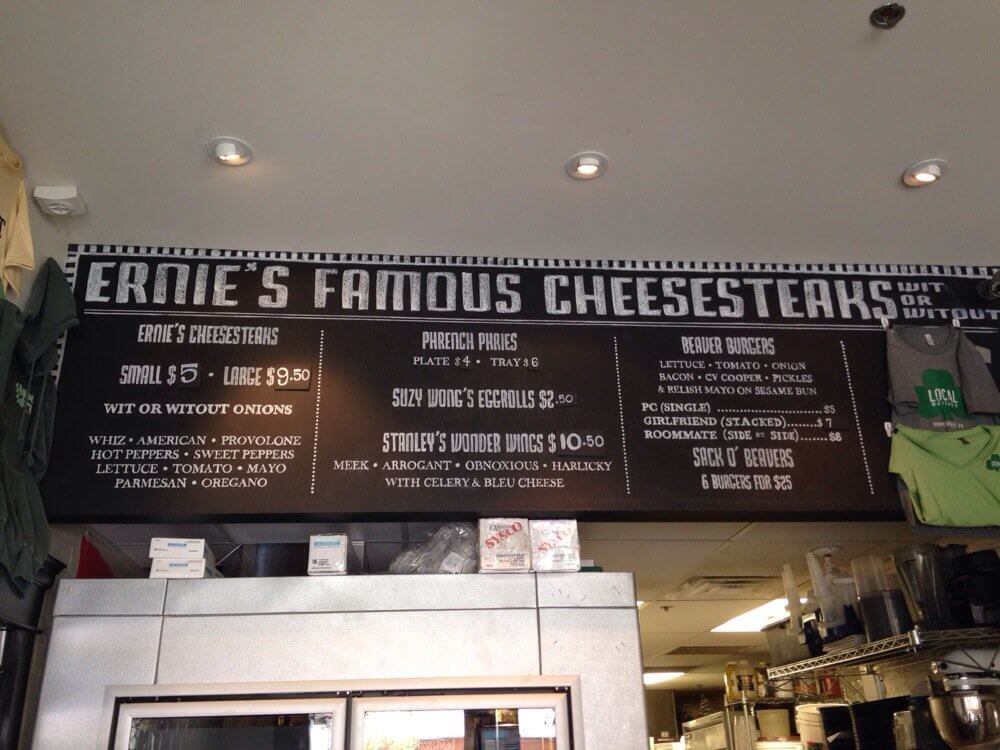 ERNIE'S FAMOUS CHEESESTEAKS WIT OR WITOUT
ERNIE'S CHEESESTEAKS
SMALL $5 • LARGE $9.50
WIT OR WITOUT ONIONS
WHIZ • AMERICAN • PROVOLONE
HOT PEPPERS • SWEET PEPPERS
LETTUCE • TOMATO • MAYO
PARMESAN • OREGANO
PHRENCH PHRIES
PLATE $4 • TRAY $6
SUZY WONG'S EGGROLLS $2.50
STANLEY'S WONDER WINGS $10.50
MEEK • ARROGANT • OBNOXIOUS • HARLICKY
WITH CELERY & BLEU CHEESE
BEAVER BURGERS
LETTUCE • TOMATO • ONION
BACON • CV COOPER • PICKLES
& RELISH MAYO ON SESAME BUN
PC (SINGLE) ..................... $5
GIRLFRIEND (STACKED)....... $7
ROOMMATE (SIDE BY SIDE)...... $8
SACK O' BEAVERS
6 BURGERS FOR $25
LOCAL
WHISKEY
MONOGRAM
MONOGRAM
SYSCO